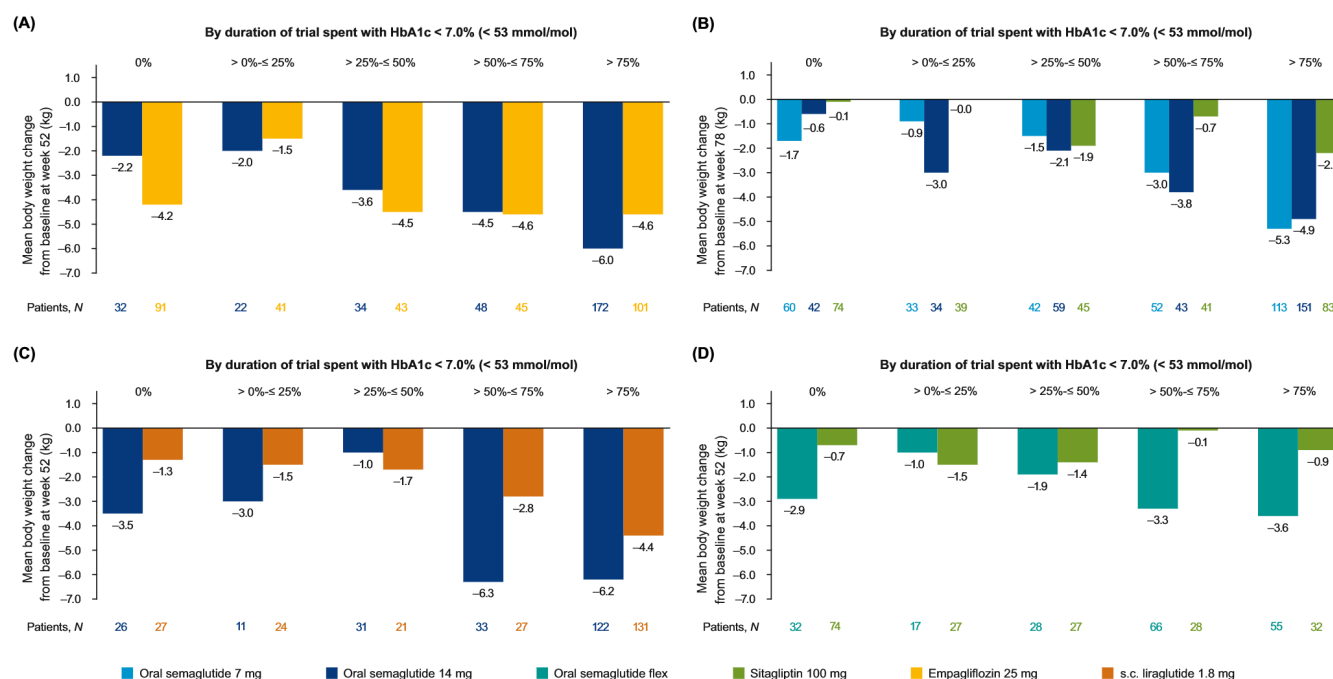 (A)
By duration of trial spent with HbA1c < 7.0% (< 53 mmol/mol)
0% > 0%-≤ 25% > 25%-≤ 50% > 50%-≤ 75% > 75%
Mean body weight change
from baseline at week 52 (kg)
1.0
0.0
–1.0
–2.0
–3.0
–4.0
–5.0
–6.0
–7.0
–2.2 –4.2 –2.0 –1.5 –3.6 –4.5 –4.5 –4.6 –6.0 –4.6
Patients, N 32 91 22 41 34 43 48 45 172 101
(B)
By duration of trial spent with HbA1c < 7.0% (< 53 mmol/mol)
0% > 0%-≤ 25% > 25%-≤ 50% > 50%-≤ 75% > 75%
Mean body weight change
from baseline at week 78 (kg)
1.0
0.0
–1.0
–2.0
–3.0
–4.0
–5.0
–6.0
–7.0
–1.7 –0.6 –0.1 –0.9 –3.0 –0.0 –1.5 –2.1 –1.9 –3.0 –3.8 –0.7 –5.3 –4.9 –2.
Patients, N 60 42 74 33 34 39 42 59 45 52 43 41 113 151 83
(C)
By duration of trial spent with HbA1c < 7.0% (< 53 mmol/mol)
0% > 0%-≤ 25% > 25%-≤ 50% > 50%-≤ 75% > 75%
Mean body weight change
from baseline at week 52 (kg)
1.0
0.0
–1.0
–2.0
–3.0
–4.0
–5.0
–6.0
–7.0
–3.5 –1.3 –3.0 –1.5 –1.0 –1.7 –6.3 –2.8 –6.2 –4.4
Patients, N 26 27 11 24 31 21 33 27 122 131
(D)
By duration of trial spent with HbA1c < 7.0% (< 53 mmol/mol)
0% > 0%-≤ 25% > 25%-≤ 50% > 50%-≤ 75% > 75%
Mean body weight change
from baseline at week 52 (kg)
1.0
0.0
–1.0
–2.0
–3.0
–4.0
–5.0
–6.0
–7.0
–2.9 –0.7 –1.0 –1.5 –1.9 –1.4 –3.3 –0.1 –3.6 –0.9
Patients, N 32 74 17 27 28 27 66 28 55 32
Oral semaglutide 7 mg Oral semaglutide 14 mg Oral semaglutide flex Sitagliptin 100 mg Empagliflozin 25 mg s.c. liraglutide 1.8 mg